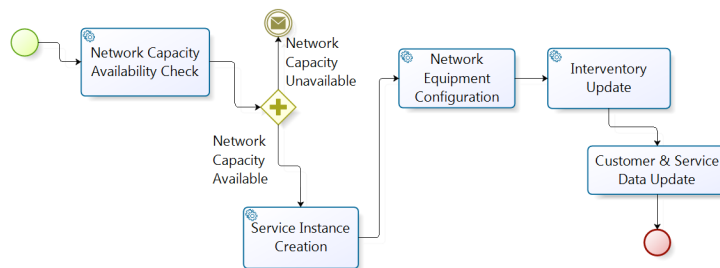 Network Capacity
Availability Check
Network
Capacity
Unavailable
Network
Capacity
Available
Service Instance
Creation
Network
Equipment
Configuration
Interventory
Update
Customer & Service
Data Update